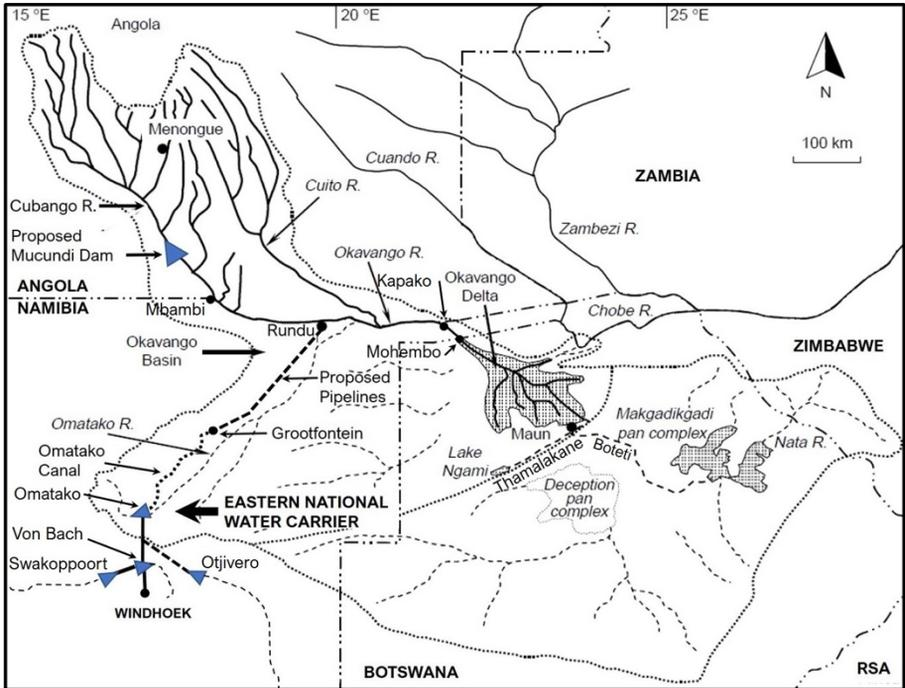 15 °E
20 °E
25 °E
Angola
N
100 km
Menongue
Cuando R.
ZAMBIA
Cuito R.
Cubango R.
Zambezi R.
Proposed
Mucundi Dam
Okavango R.
Kapako
Okavango
Delta
ANGOLA
NAMIBIA
Mbambi
Chobe R.
Rundu
Okavango
Basin
Mohembo
ZIMBABWE
Proposed
Pipelines
Omatako R.
Grootfontein
Makgadikgadi
pan complex
Maun
Nata R.
Omatako
Canal
Lake
Ngami
Thamalakane
Boteti
Deception
pan
complex
Omatako
EASTERN NATIONAL
WATER CARRIER
Von Bach
Swakoppoort
Otjivero
WINDHOEK
BOTSWANA
RSA